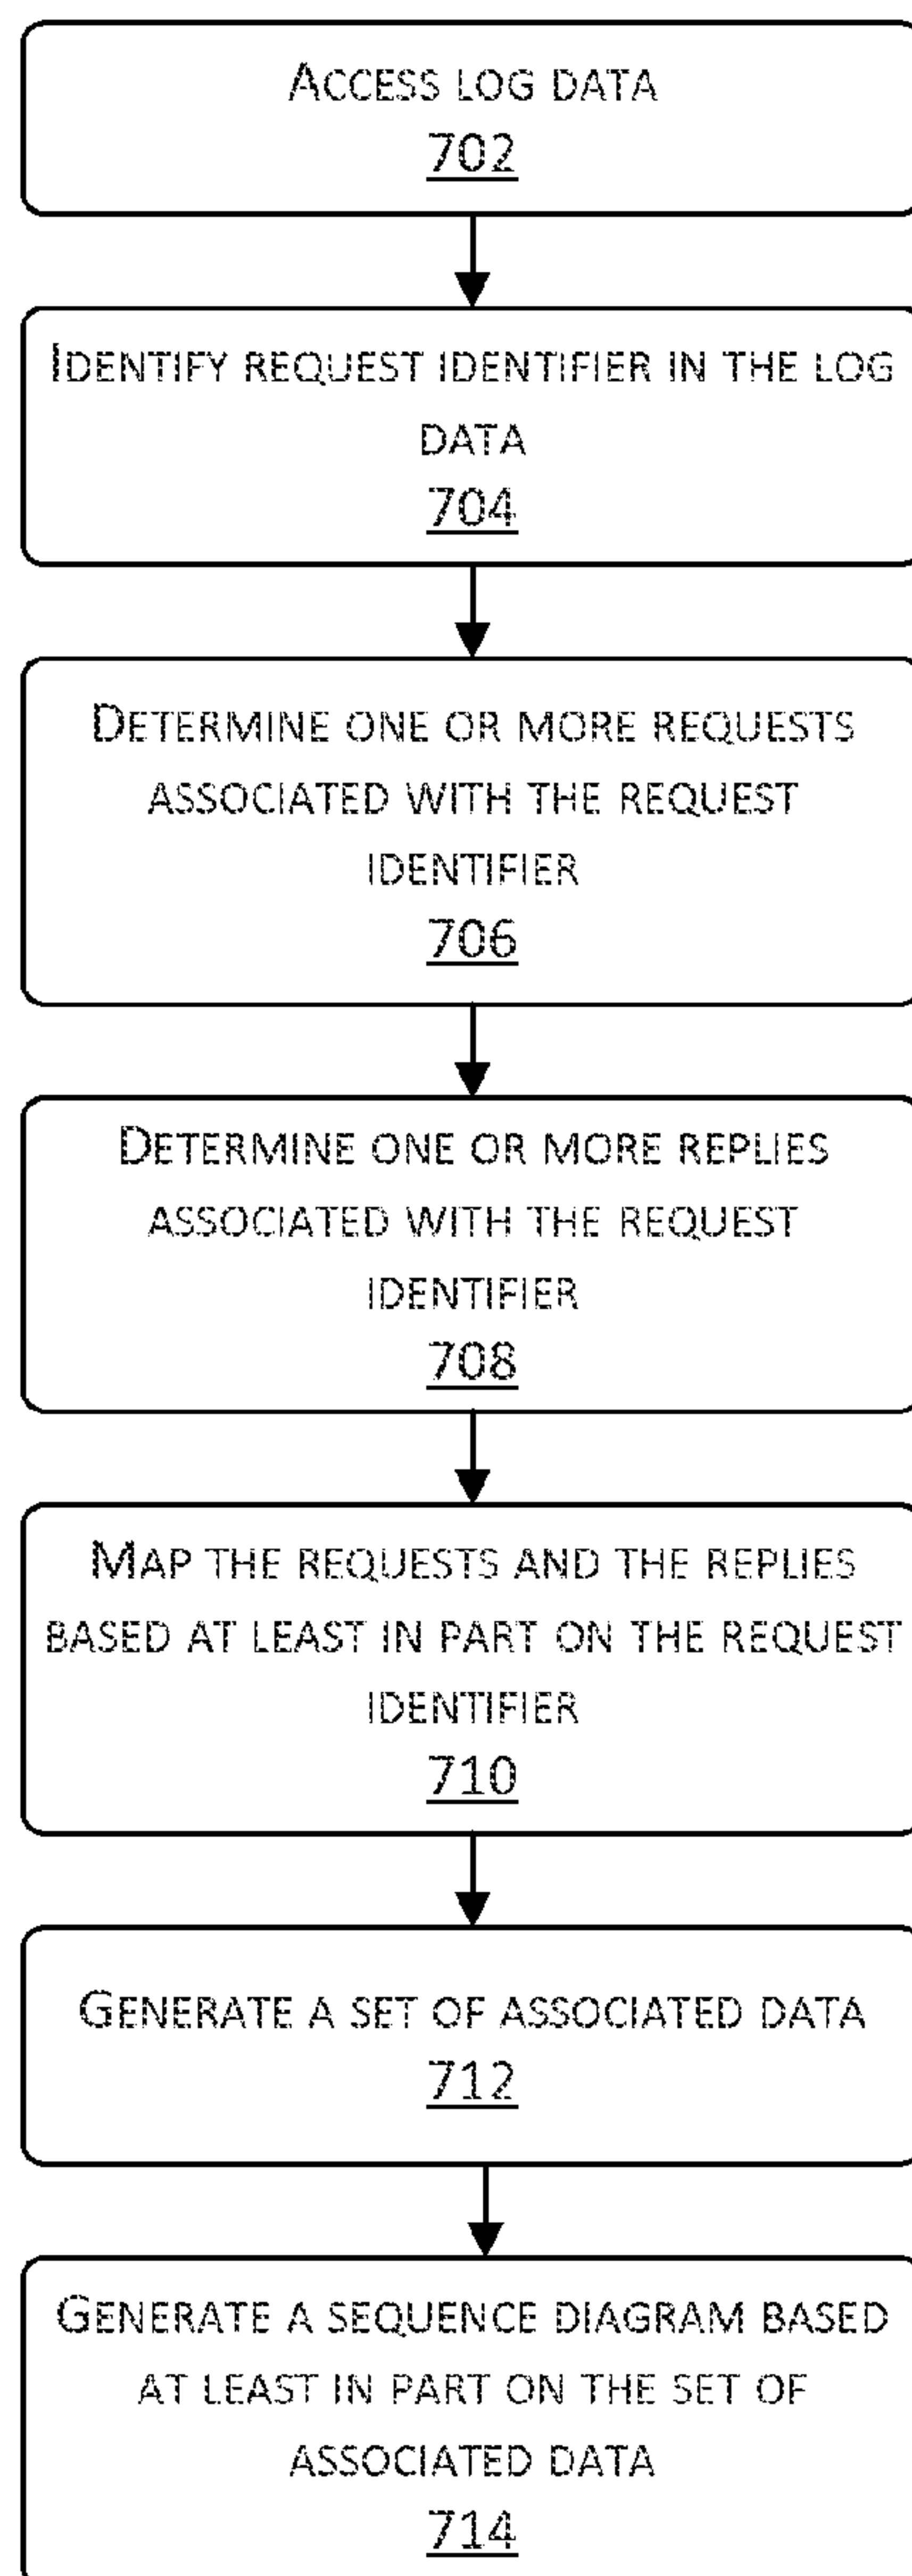 ACCESS LOG DATA
702
IDENTIFY REQUEST IDENTIFIER IN THE LOG
DATA
704
DETERMINE ONE OR MORE REQUESTS
ASSOCIATED WITH THE REQUEST
IDENTIFIER
706
DETERMINE ONE OR MORE REPLIES
ASSOCIATED WITH THE REQUEST
IDENTIFIER
708
MAP THE REQUESTS AND THE REPLIES
BASED AT LEAST IN PART ON THE REQUEST
IDENTIFIER
710
GENERATE A SET OF ASSOCIATED DATA
712
GENERATE A SEQUENCE DIAGRAM BASED
AT LEAST IN PART ON THE SET OF
ASSOCIATED DATA
714